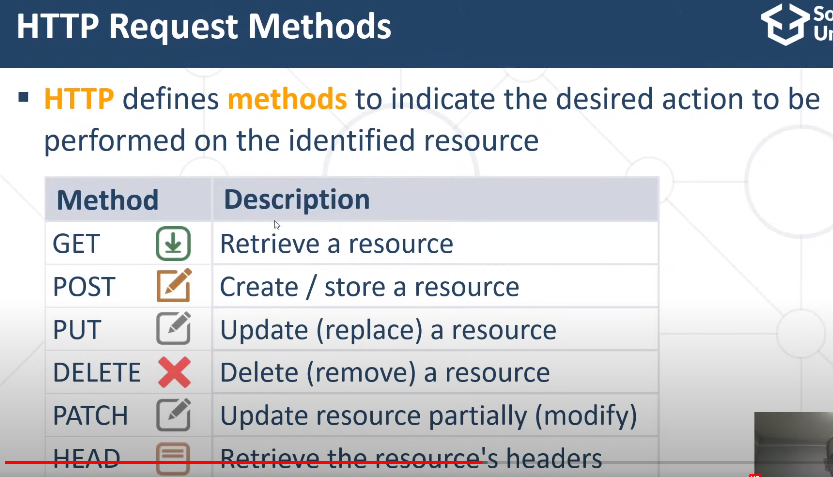 HTTP Request Methods
So
Un
▪ HTTP defines methods to indicate the desired action to be
performed on the identified resource
Method Description
GET Retrieve a resource
POST Create / store a resource
PUT Update (replace) a resource
DELETE Delete (remove) a resource
PATCH Update resource partially (modify)
HEAD Retrieve the resource's headers